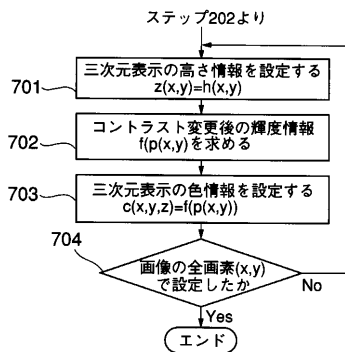 ステップ202より
701
三次元表示の高さ情報を設定する
z(x,y)=h(x,y)
702
コントラスト変更後の輝度情報
f(p(x,y)を求める
703
三次元表示の色情報を設定する
c(x,y,z)=f(p(x,y))
704
画像の全画素(x,y)
で設定したか
No
Yes
エンド